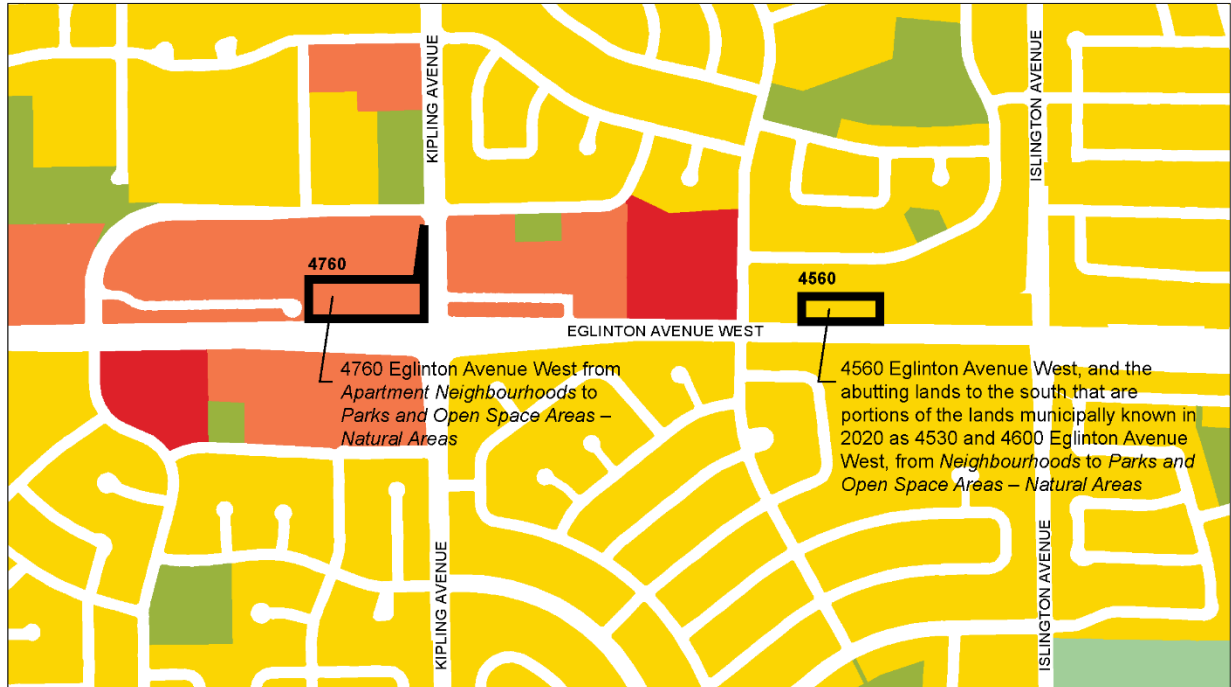 KIPLING AVENUE
ISLINGTON AVENUE
4760
4560
EGLINTON AVENUE WEST
4760 Eglinton Avenue West from
Apartment Neighbourhoods to
Parks and Open Space Areas –
Natural Areas
4560 Eglinton Avenue West, and the
abutting lands to the south that are
portions of the lands municipally known in
2020 as 4530 and 4600 Eglinton Avenue
West, from Neighbourhoods to Parks and
Open Space Areas – Natural Areas
KIPLING AVENUE
ISLINGTON AVENUE